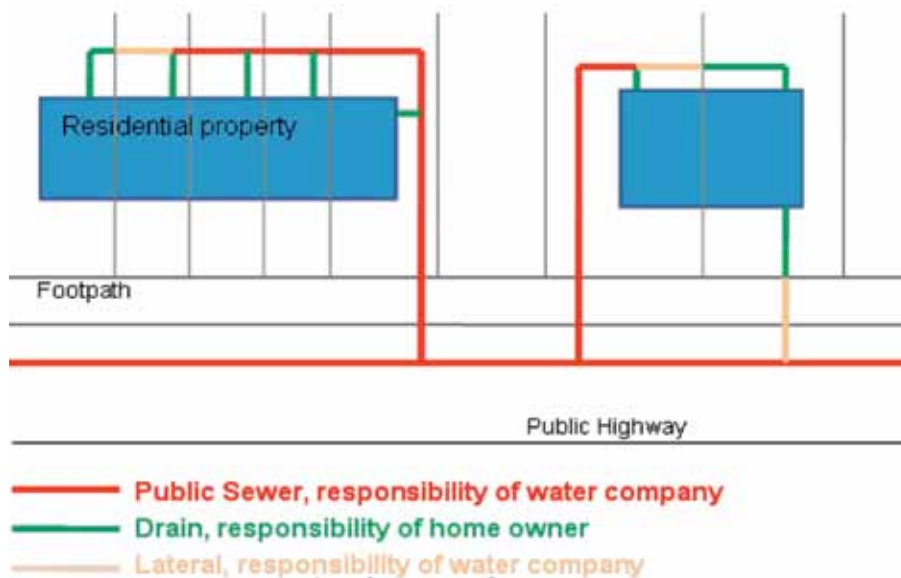 Residential property
Footpath
Public Highway
Public Sewer, responsibility of water company
Drain, responsibility of home owner
Lateral, responsibility of water company